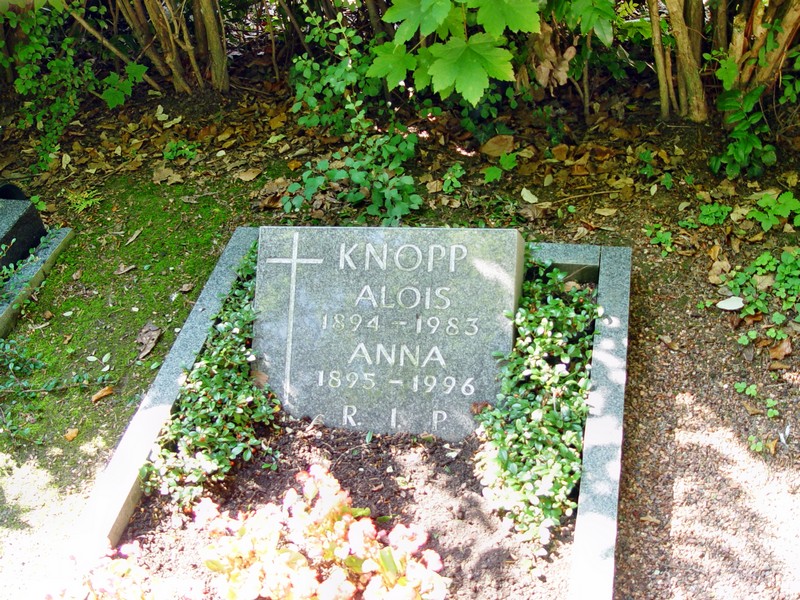 KNOPP
ALOIS
1894 - 1983
ANNA
1895 - 1996
R I P